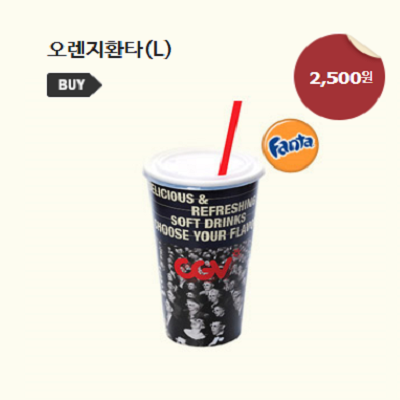 오렌지환타(L)
2,500원
BUY
Fanta
ELICIOUS &
REFRESHING
SOFT DRINKS
CHOOSE YOUR FLAVO
CGV